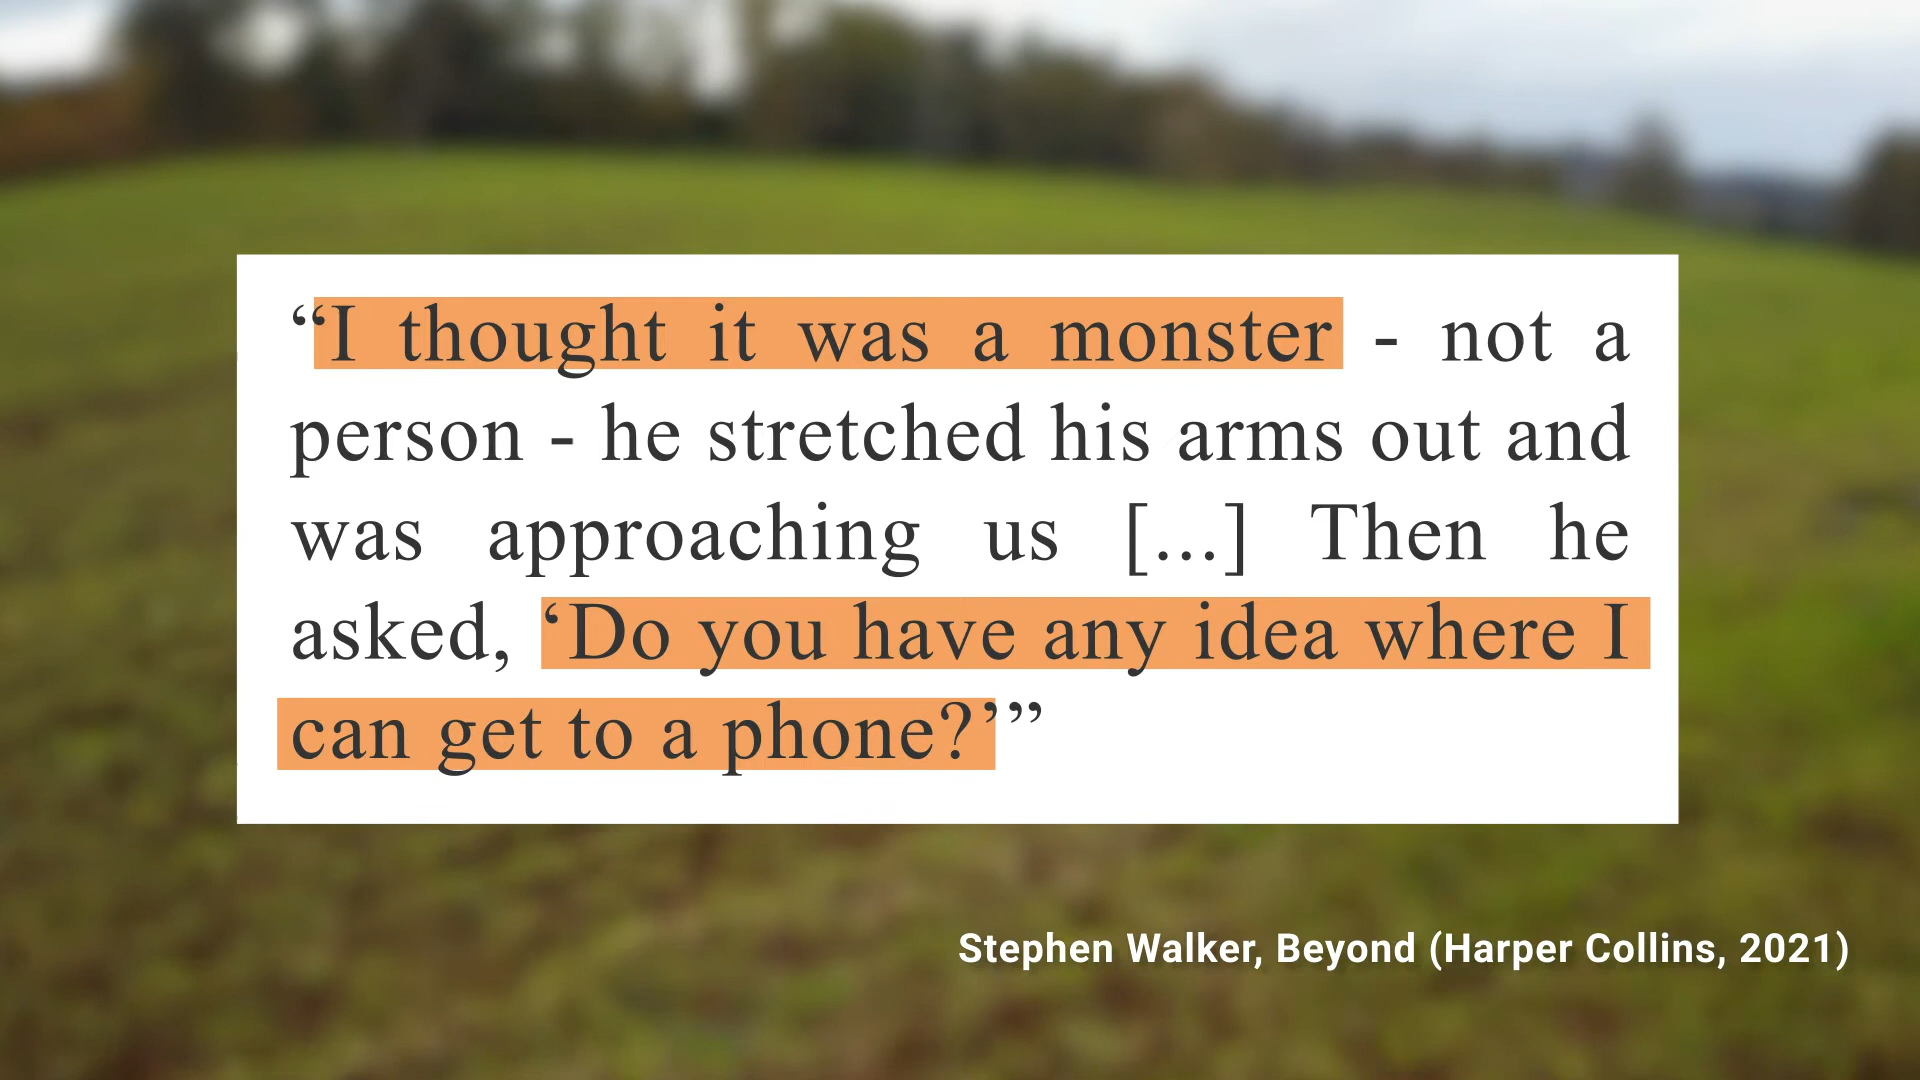 “I thought it was a monster - not a
person - he stretched his arms out and
was approaching us [...] Then he
asked, ‘Do you have any idea where I
can get to a phone?’”
Stephen Walker, Beyond (Harper Collins, 2021)